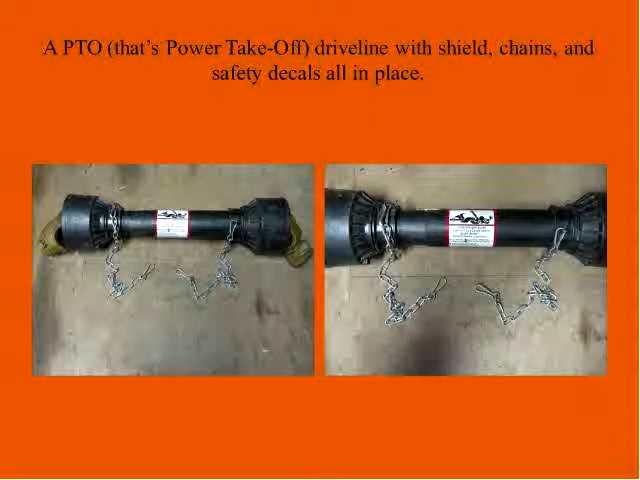 A PTO (that’s Power Take-Off) driveline with shield, chains, and
safety decals all in place.